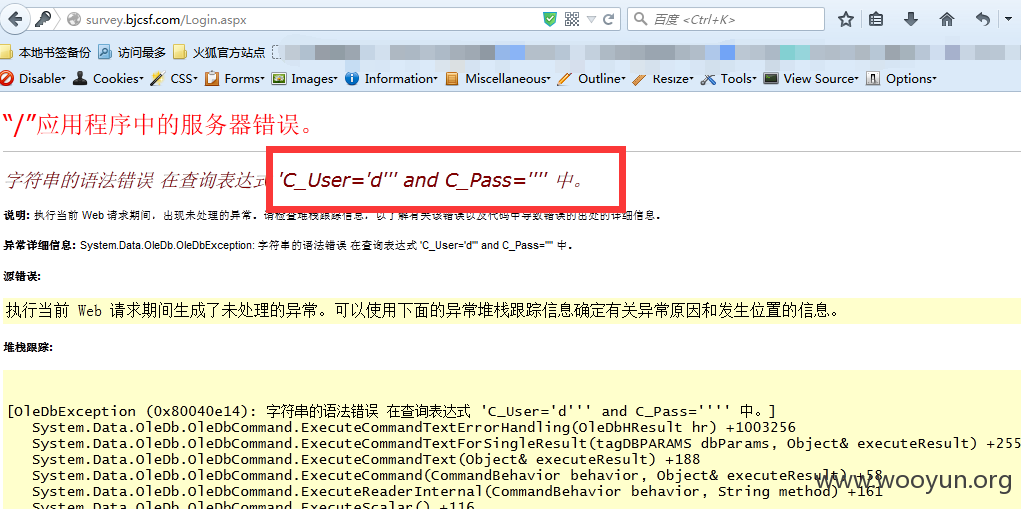 survey.bjcsf.com/Login.aspx
百度 <Ctrl+K>
本地书签备份 访问最多 火狐官方站点
Disable▾ Cookies▾ CSS▾ Forms▾ Images▾ Information▾ Miscellaneous▾ Outline▾ Resize▾ Tools▾ View Source▾ Options▾
“/”应用程序中的服务器错误。
字符串的语法错误 在查询表达式 'C_User='d''' and C_Pass='''' 中。
说明: 执行当前 Web 请求期间，出现未处理的异常。请检查堆栈跟踪信息，以了解有关该错误以及代码中导致错误的出处的详细信息。
异常详细信息: System.Data.OleDb.OleDbException: 字符串的语法错误 在查询表达式 'C_User='d''' and C_Pass='''' 中。
源错误:
执行当前 Web 请求期间生成了未处理的异常。可以使用下面的异常堆栈跟踪信息确定有关异常原因和发生位置的信息。
堆栈跟踪:
[OleDbException (0x80040e14): 字符串的语法错误 在查询表达式 'C_User='d''' and C_Pass='''' 中。]
System.Data.OleDb.OleDbCommand.ExecuteCommandTextErrorHandling(OleDbHResult hr) +1003256
System.Data.OleDb.OleDbCommand.ExecuteCommandTextForSingleResult(tagDBPARAMS dbParams, Object& executeResult) +255
System.Data.OleDb.OleDbCommand.ExecuteCommandText(Object& executeResult) +188
System.Data.OleDb.OleDbCommand.ExecuteCommand(CommandBehavior behavior, Object& executeResult) +58
System.Data.OleDb.OleDbCommand.ExecuteReaderInternal(CommandBehavior behavior, String method) +161
System.Data.OleDb.OleDbCommand.ExecuteScalar() +116
www.wooyun.org